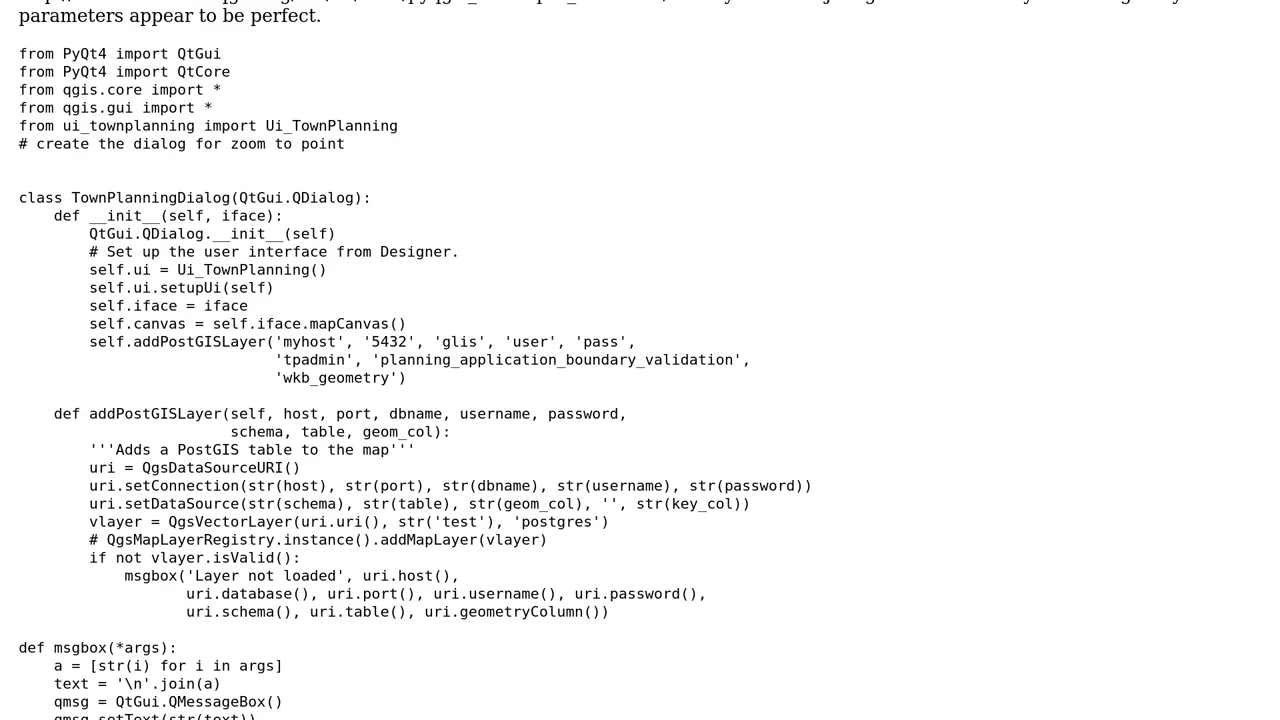 parameters appear to be perfect.
from PyQt4 import QtGui
from PyQt4 import QtCore
from qgis.core import *
from qgis.gui import *
from ui_townplanning import Ui_TownPlanning
# create the dialog for zoom to point
class TownPlanningDialog(QtGui.QDialog):
    def __init__(self, iface):
        QtGui.QDialog.__init__(self)
        # Set up the user interface from Designer.
        self.ui = Ui_TownPlanning()
        self.ui.setupUi(self)
        self.iface = iface
        self.canvas = self.iface.mapCanvas()
        self.addPostGISLayer('myhost', '5432', 'glis', 'user', 'pass',
                             'tpadmin', 'planning_application_boundary_validation',
                             'wkb_geometry')
    def addPostGISLayer(self, host, port, dbname, username, password,
                        schema, table, geom_col):
        '''Adds a PostGIS table to the map'''
        uri = QgsDataSourceURI()
        uri.setConnection(str(host), str(port), str(dbname), str(username), str(password))
        uri.setDataSource(str(schema), str(table), str(geom_col), '', str(key_col))
        vlayer = QgsVectorLayer(uri.uri(), str('test'), 'postgres')
        # QgsMapLayerRegistry.instance().addMapLayer(vlayer)
        if not vlayer.isValid():
            msgbox('Layer not loaded', uri.host(),
                   uri.database(), uri.port(), uri.username(), uri.password(),
                   uri.schema(), uri.table(), uri.geometryColumn())
def msgbox(*args):
    a = [str(i) for i in args]
    text = '\n'.join(a)
    qmsg = QtGui.QMessageBox()
    qmsg.setText(str(text))